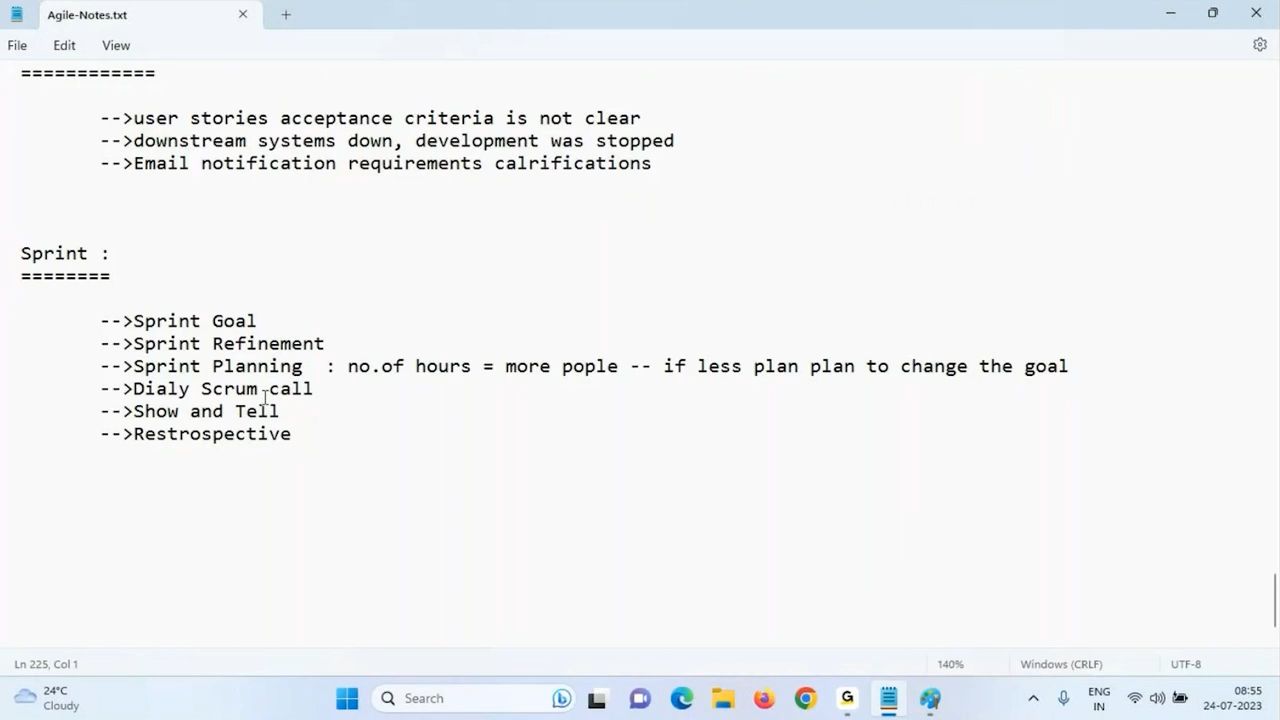 Agile-Notes.txt
File Edit View
============
-->user stories acceptance criteria is not clear
-->downstream systems down, development was stopped
-->Email notification requirements calrifications
Sprint :
========
-->Sprint Goal
-->Sprint Refinement
-->Sprint Planning : no.of hours = more pople -- if less plan plan to change the goal
-->Dialy Scrum call
-->Show and Tell
-->Restrospective
Ln 225, Col 1 140% Windows (CRLF) UTF-8
24°C
Cloudy
Search
ENG
IN
08:55
24-07-2023